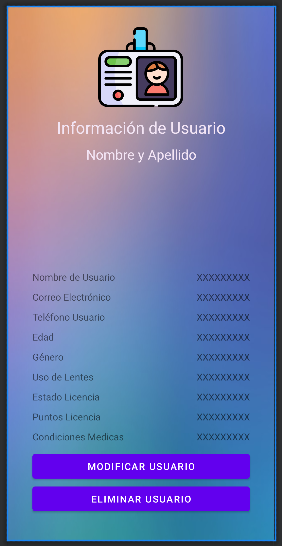 Información de Usuario
Nombre y Apellido
Nombre de Usuario XXXXXXXXX
Correo Electrónico XXXXXXXXX
Teléfono Usuario XXXXXXXXX
Edad XXXXXXXXX
Género XXXXXXXXX
Uso de Lentes XXXXXXXXX
Estado Licencia XXXXXXXXX
Puntos Licencia XXXXXXXXX
Condiciones Medicas XXXXXXXXX
MODIFICAR USUARIO
ELIMINAR USUARIO